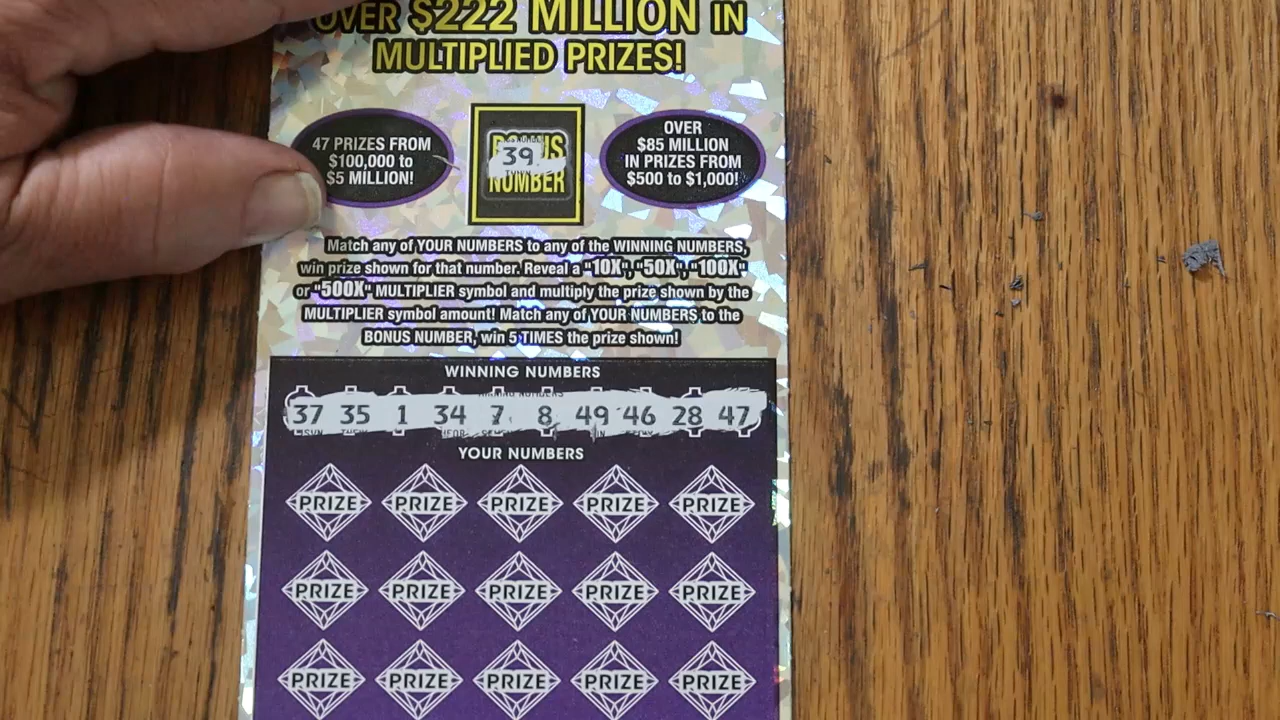 OVER $222 MILLION IN
MULTIPLIED PRIZES!
47 PRIZES FROM
$100,000 to
$5 MILLION!
39
NUMBER
OVER
$85 MILLION
IN PRIZES FROM
$500 to $1,000!
Match any of YOUR NUMBERS to any of the WINNING NUMBERS,
win prize shown for that number. Reveal a "10X", "50X", "100X"
or "500X" MULTIPLIER symbol and multiply the prize shown by the
MULTIPLIER symbol amount! Match any of YOUR NUMBERS to the
BONUS NUMBER, win 5 TIMES the prize shown!
WINNING NUMBERS
37 35 1 34 7 8 49 46 28 47
YOUR NUMBERS
PRIZE PRIZE PRIZE PRIZE PRIZE
PRIZE PRIZE PRIZE PRIZE PRIZE
PRIZE PRIZE PRIZE PRIZE PRIZE